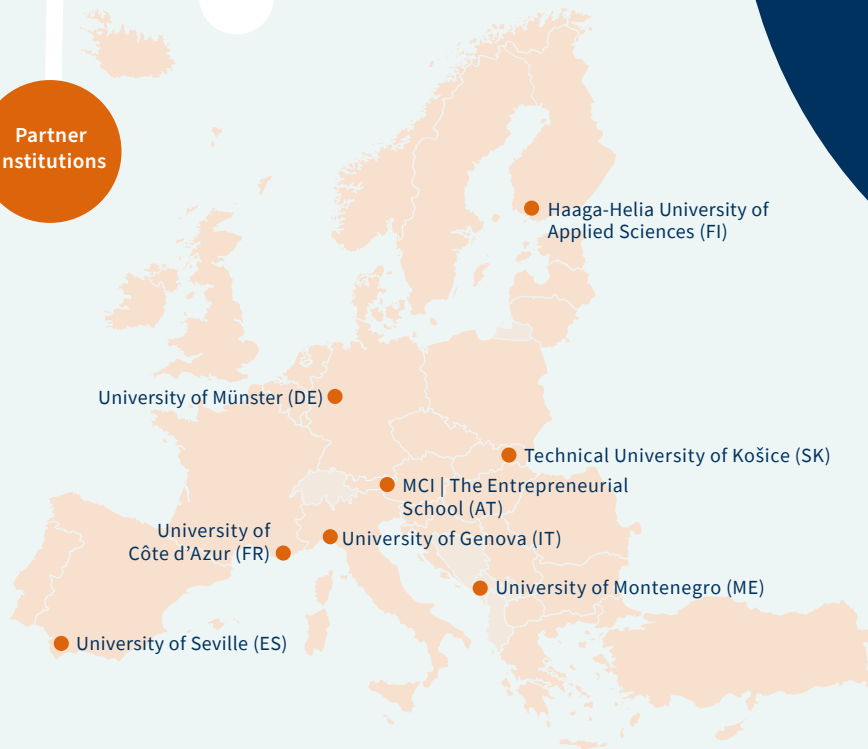 Partner
nstitutions
Haaga-Helia University of
Applied Sciences (FI)
University of Münster (DE)
Technical University of Košice (SK)
MCI | The Entrepreneurial
School (AT)
University of
Côte d’Azur (FR)
University of Genova (IT)
University of Montenegro (ME)
University of Seville (ES)